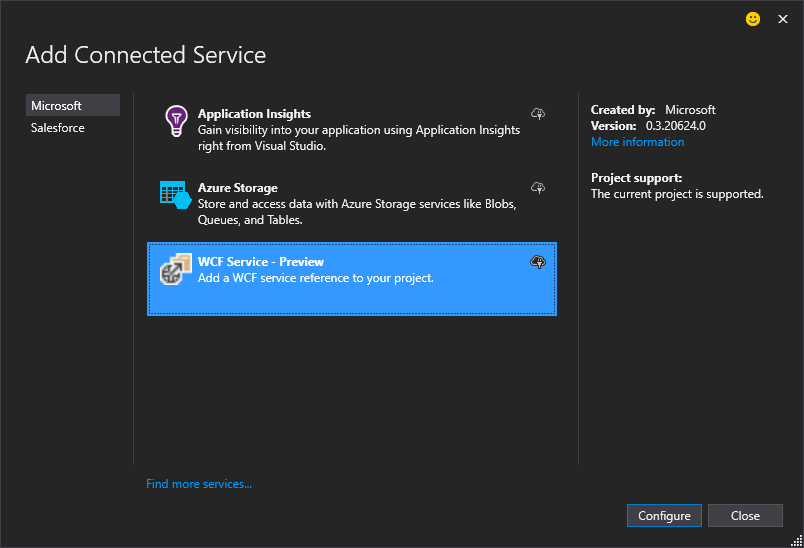 Add Connected Service
Microsoft
Salesforce
Application Insights
Gain visibility into your application using Application Insights
right from Visual Studio.
Azure Storage
Store and access data with Azure Storage services like Blobs,
Queues, and Tables.
WCF Service - Preview
Add a WCF service reference to your project.
Find more services...
Created by: Microsoft
Version: 0.3.20624.0
More information
Project support:
The current project is supported.
Configure
Close